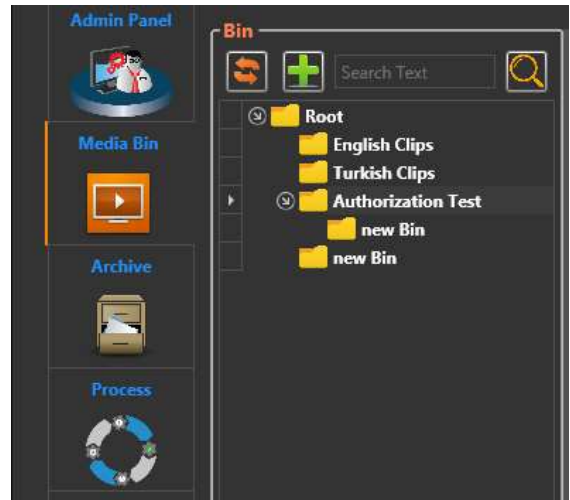 Admin Panel
Media Bin
Archive
Process
Bin
Search Text
Root
English Clips
Turkish Clips
Authorization Test
new Bin
new Bin